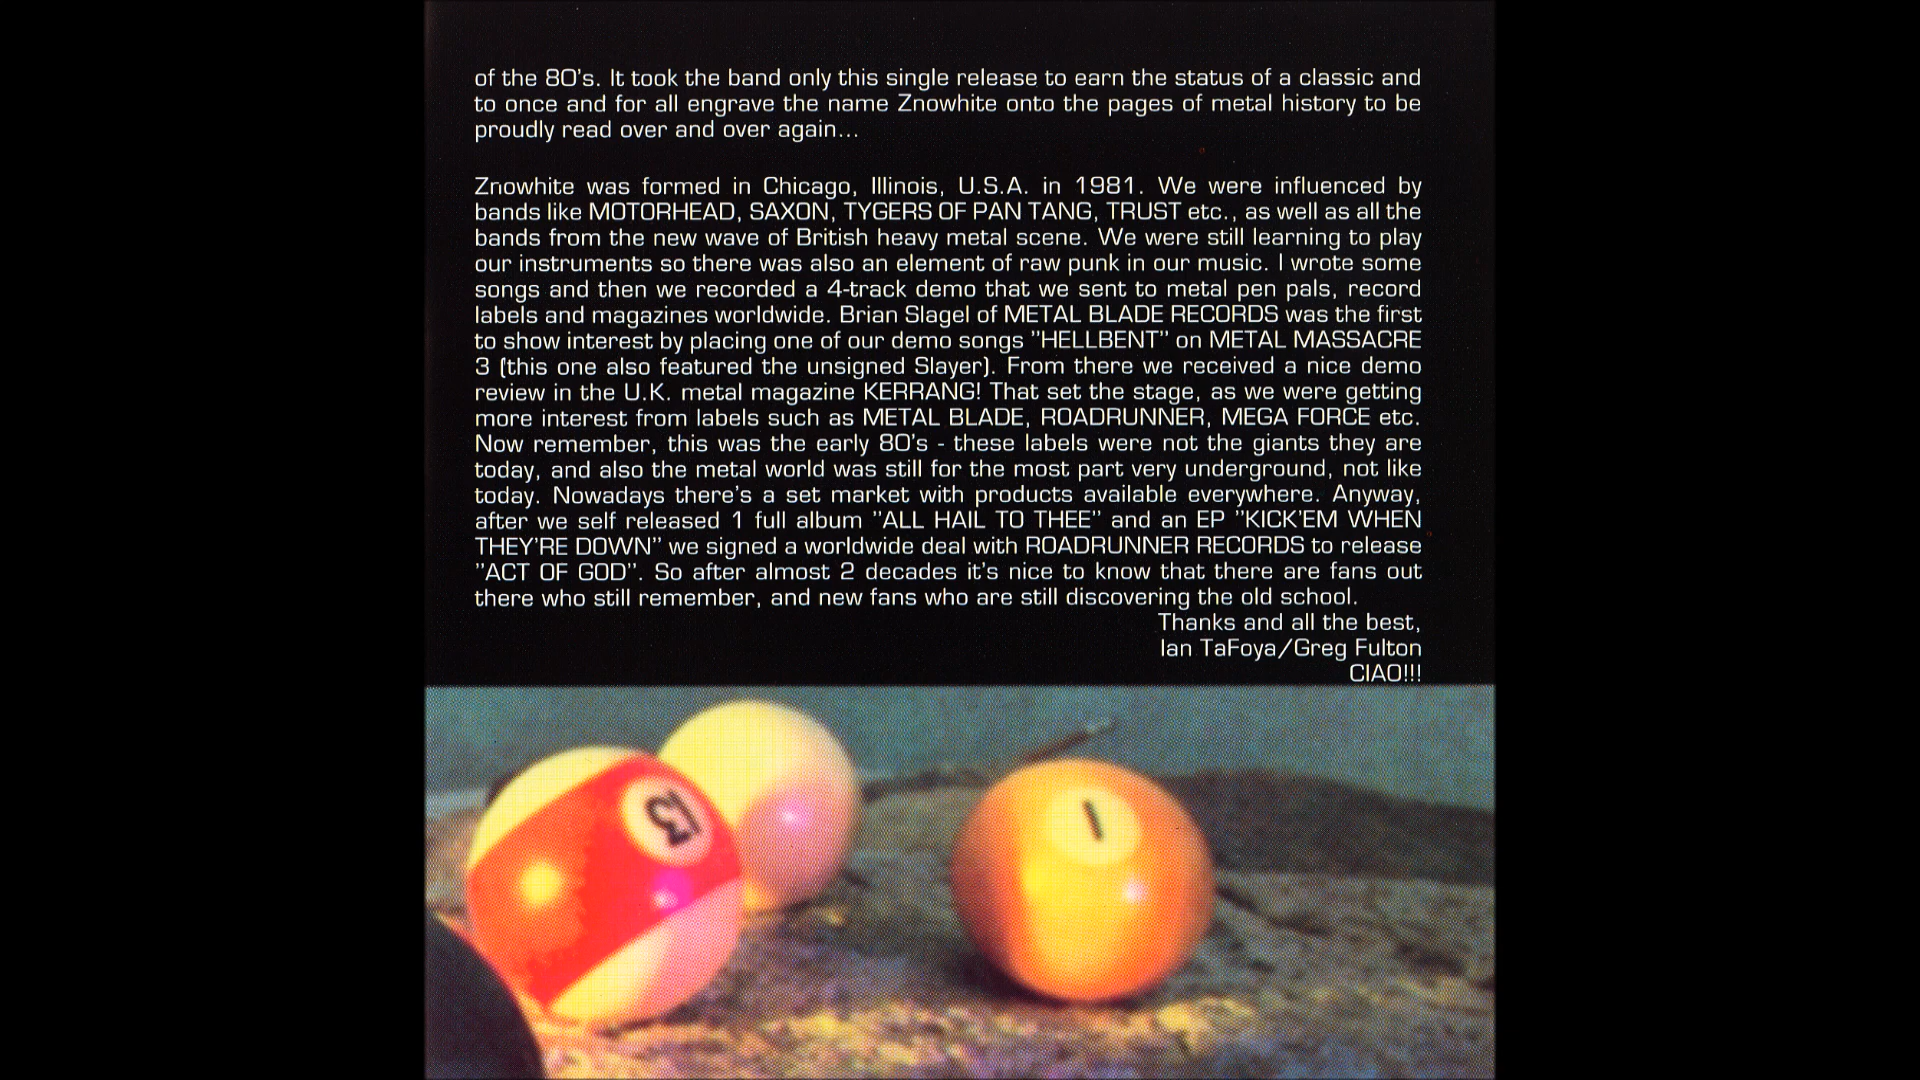 of the 80's. It took the band only this single release to earn the status of a classic and
to once and for all engrave the name Znowhite onto the pages of metal history to be
proudly read over and over again...
Znowhite was formed in Chicago, Illinois, U.S.A. in 1981. We were influenced by
bands like MOTORHEAD, SAXON, TYGERS OF PAN TANG, TRUST etc., as well as all the
bands from the new wave of British heavy metal scene. We were still learning to play
our instruments so there was also an element of raw punk in our music. I wrote some
songs and then we recorded a 4-track demo that we sent to metal pen pals, record
labels and magazines worldwide. Brian Slagel of METAL BLADE RECORDS was the first
to show interest by placing one of our demo songs "HELLBENT" on METAL MASSACRE
3 (this one also featured the unsigned Slayer). From there we received a nice demo
review in the U.K. metal magazine KERRANG! That set the stage, as we were getting
more interest from labels such as METAL BLADE, ROADRUNNER, MEGA FORCE etc.
Now remember, this was the early 80's - these labels were not the giants they are
today, and also the metal world was still for the most part very underground, not like
today. Nowadays there's a set market with products available everywhere. Anyway,
after we self released 1 full album "ALL HAIL TO THEE" and an EP "KICK'EM WHEN
THEY'RE DOWN" we signed a worldwide deal with ROADRUNNER RECORDS to release
"ACT OF GOD". So after almost 2 decades it's nice to know that there are fans out
there who still remember, and new fans who are still discovering the old school.
Thanks and all the best,
Ian TaFoya/Greg Fulton
CIAO!!!
13
1